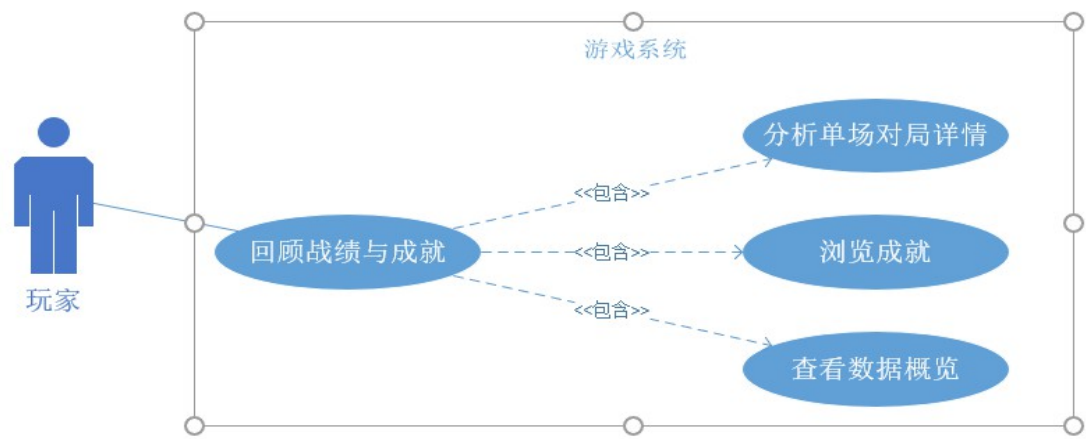 游戏系统
分析单场对局详情
<<包含>>
回顾战绩与成就
<<包含>>
浏览成就
玩家
<<包含>>
查看数据概览